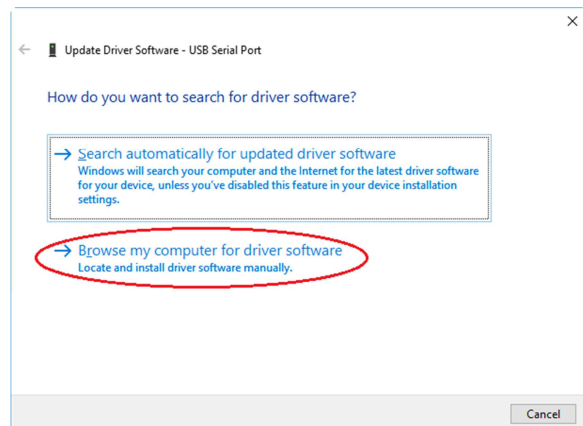 Update Driver Software - USB Serial Port
How do you want to search for driver software?
Search automatically for updated driver software
Windows will search your computer and the Internet for the latest driver software
for your device, unless you've disabled this feature in your device installation
settings.
Browse my computer for driver software
Locate and install driver software manually.
Cancel